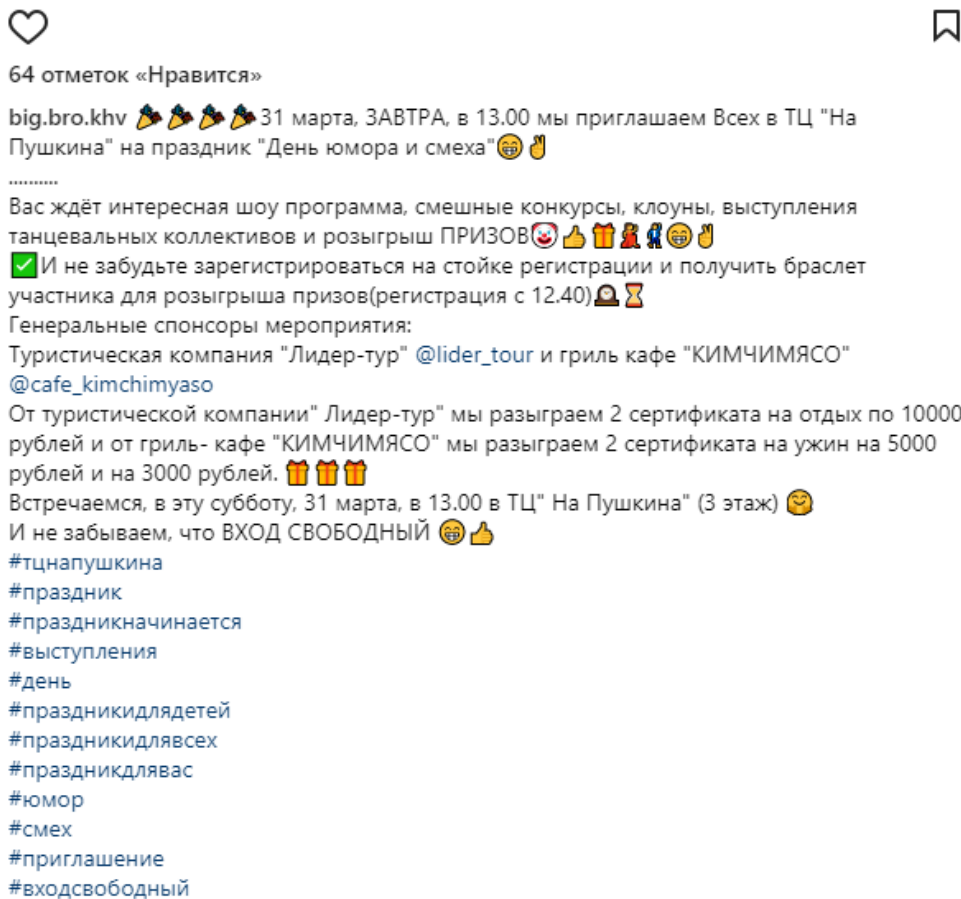 64 отметок «Нравится»
big.bro.khv 🎉🎉🎉🎉31 марта, ЗАВТРА, в 13.00 мы приглашаем Всех в ТЦ "На
Пушкина" на праздник "День юмора и смеха"😁✌
..........
Вас ждёт интересная шоу программа, смешные конкурсы, клоуны, выступления
танцевальных коллективов и розыгрыш ПРИЗОВ🤡👍🎁💃🕺😁✌
✅И не забудьте зарегистрироваться на стойке регистрации и получить браслет
участника для розыгрыша призов(регистрация с 12.40)🕰⏳
Генеральные спонсоры мероприятия:
Туристическая компания "Лидер-тур" @lider_tour и гриль кафе "КИМЧИМЯСО"
@cafe_kimchimyaso
От туристической компании" Лидер-тур" мы разыграем 2 сертификата на отдых по 10000
рублей и от гриль- кафе "КИМЧИМЯСО" мы разыграем 2 сертификата на ужин на 5000
рублей и на 3000 рублей. 🎁🎁🎁
Встречаемся, в эту субботу, 31 марта, в 13.00 в ТЦ" На Пушкина" (3 этаж) 🤗
И не забываем, что ВХОД СВОБОДНЫЙ 😁👍
#тцнапушкина
#праздник
#праздникначинается
#выступления
#день
#праздникидлядетей
#праздникидлявсех
#праздникдлявас
#юмор
#смех
#приглашение
#входсвободный